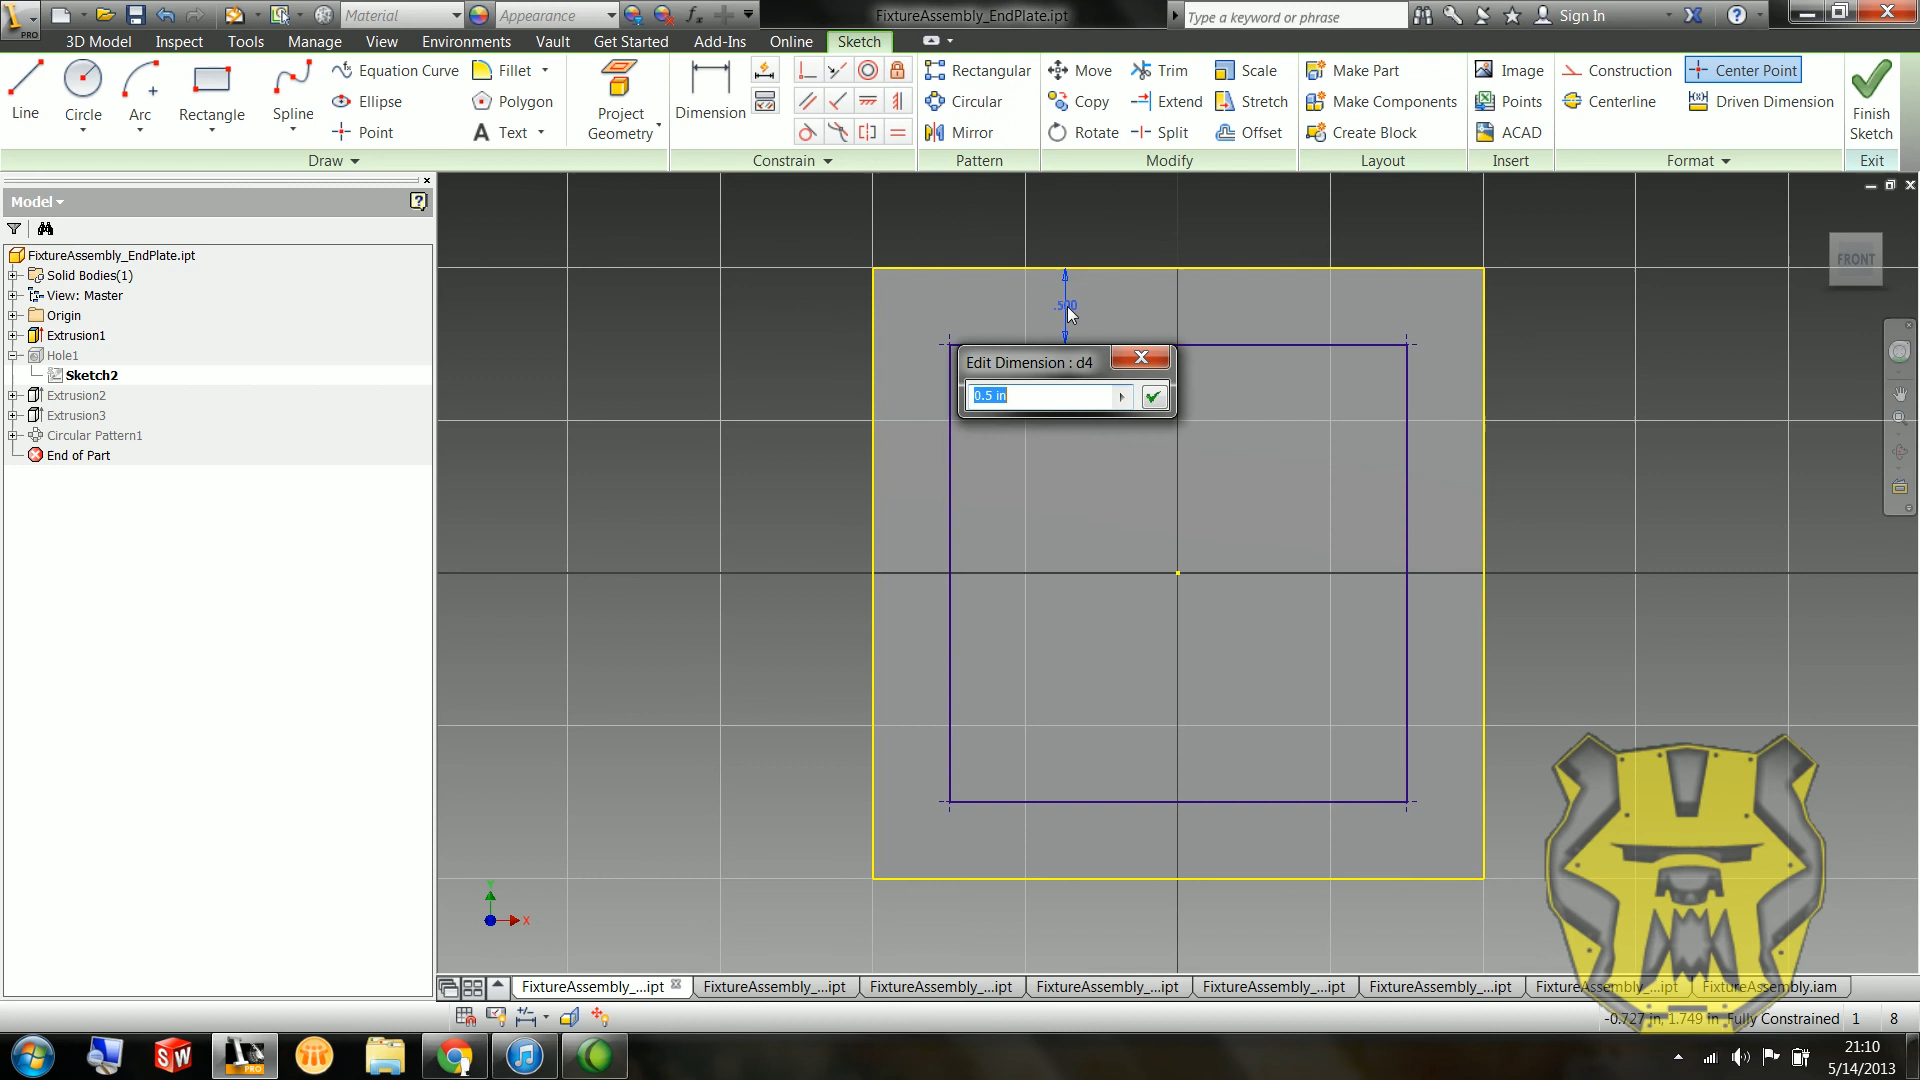 Material
Appearance
FixtureAssembly_EndPlate.ipt
Type a keyword or phrase
Sign In
PRO
3D Model
Inspect
Tools
Manage
View
Environments
Vault
Get Started
Add-Ins
Online
Sketch
Line
Circle
Arc
Rectangle
Spline
Equation Curve
Ellipse
Point
Fillet
Polygon
Text
Project
Geometry
Dimension
Rectangular
Circular
Mirror
Move
Copy
Rotate
Trim
Extend
Split
Scale
Stretch
Offset
Make Part
Make Components
Create Block
Image
Points
ACAD
Construction
Centerline
Center Point
Driven Dimension
Finish
Sketch
Draw
Constrain
Pattern
Modify
Layout
Insert
Format
Exit
Model
FixtureAssembly_EndPlate.ipt
Solid Bodies(1)
View: Master
Origin
Extrusion1
Hole1
Sketch2
Extrusion2
Extrusion3
Circular Pattern1
End of Part
FRONT
.500
Edit Dimension : d4
0.5 in
Y
X
FixtureAssembly_...ipt
FixtureAssembly_...ipt
FixtureAssembly_...ipt
FixtureAssembly_...ipt
FixtureAssembly_...ipt
FixtureAssembly_...ipt
FixtureAssembly_...ipt
FixtureAssembly.iam
-0.727 in, 1.749 in Fully Constrained 1 8
SW
PRO
21:10
5/14/2013